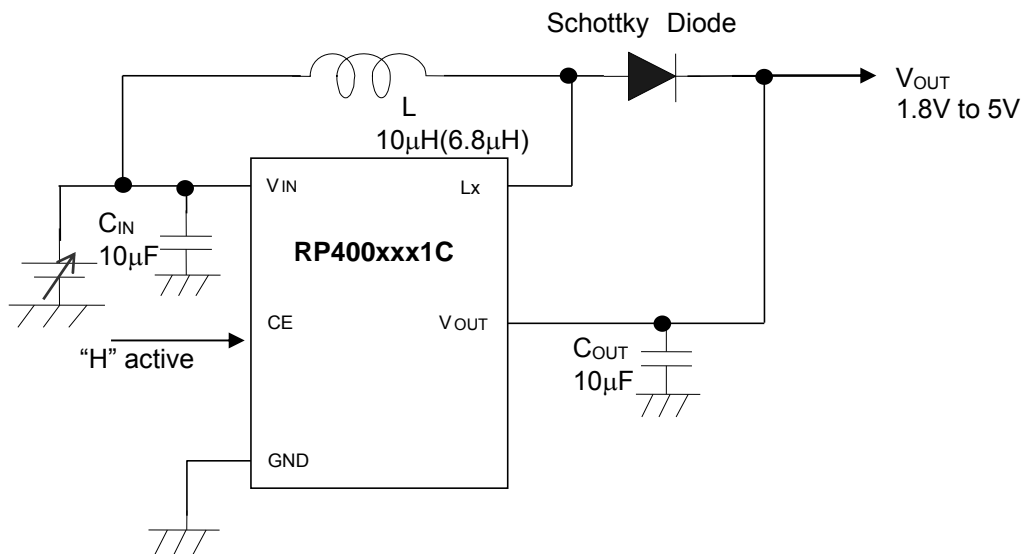 Schottky Diode
VOUT
1.8V to 5V
L
10μH(6.8μH)
VIN
Lx
CIN
10μF
RP400xxx1C
CE
VOUT
“H” active
COUT
10μF
GND